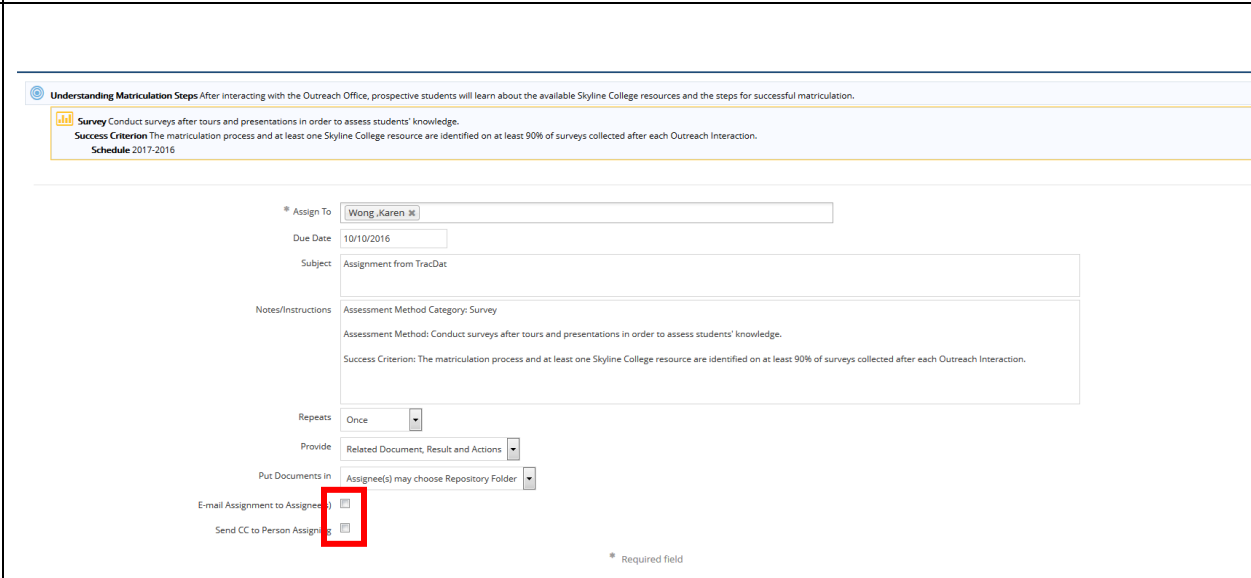 Understanding Matriculation Steps After interacting with the Outreach Office, prospective students will learn about the available Skyline College resources and the steps for successful matriculation.
Survey Conduct surveys after tours and presentations in order to assess students' knowledge.
Success Criterion The matriculation process and at least one Skyline College resource are identified on at least 90% of surveys collected after each Outreach Interaction.
Schedule 2017-2016
* Assign To Wong ,Karen ✖
Due Date 10/10/2016
Subject Assignment from TracDat
Notes/Instructions Assessment Method Category: Survey
Assessment Method: Conduct surveys after tours and presentations in order to assess students' knowledge.
Success Criterion: The matriculation process and at least one Skyline College resource are identified on at least 90% of surveys collected after each Outreach Interaction.
Repeats Once
Provide Related Document, Result and Actions
Put Documents in Assignee(s) may choose Repository Folder
E-mail Assignment to Assignee(s)
Send CC to Person Assigning
* Required field